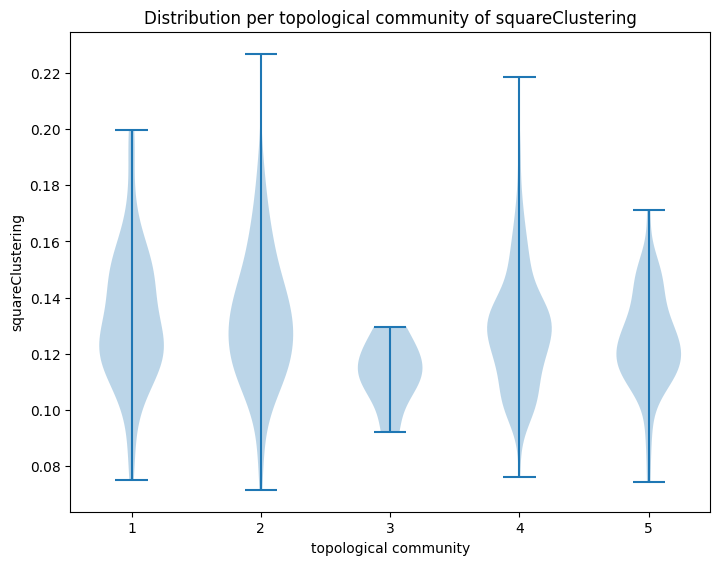 Distribution per topological community of squareClustering
squareClustering
0.22
0.20
0.18
0.16
0.14
0.12
0.10
0.08
1 2 3 4 5
topological community